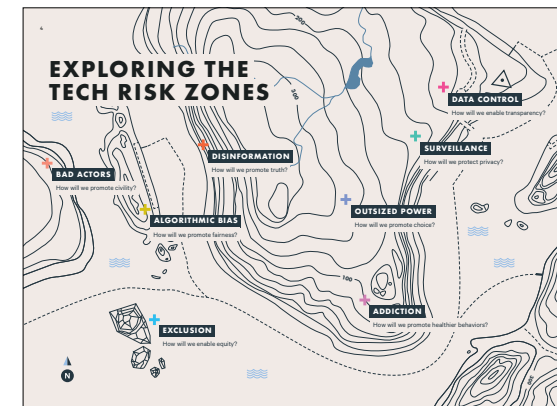 EXPLORING THE
TECH RISK ZONES
200
200
DATA CONTROL
How will we enable transparency?
SURVEILLANCE
How will we protect privacy?
DISINFORMATION
How will we promote truth?
BAD ACTORS
How will we promote civility?
OUTSIZED POWER
How will we promote choice?
ALGORITHMIC BIAS
How will we promote fairness?
100
ADDICTION
How will we promote healthier behaviors?
EXCLUSION
How will we enable equity?
N